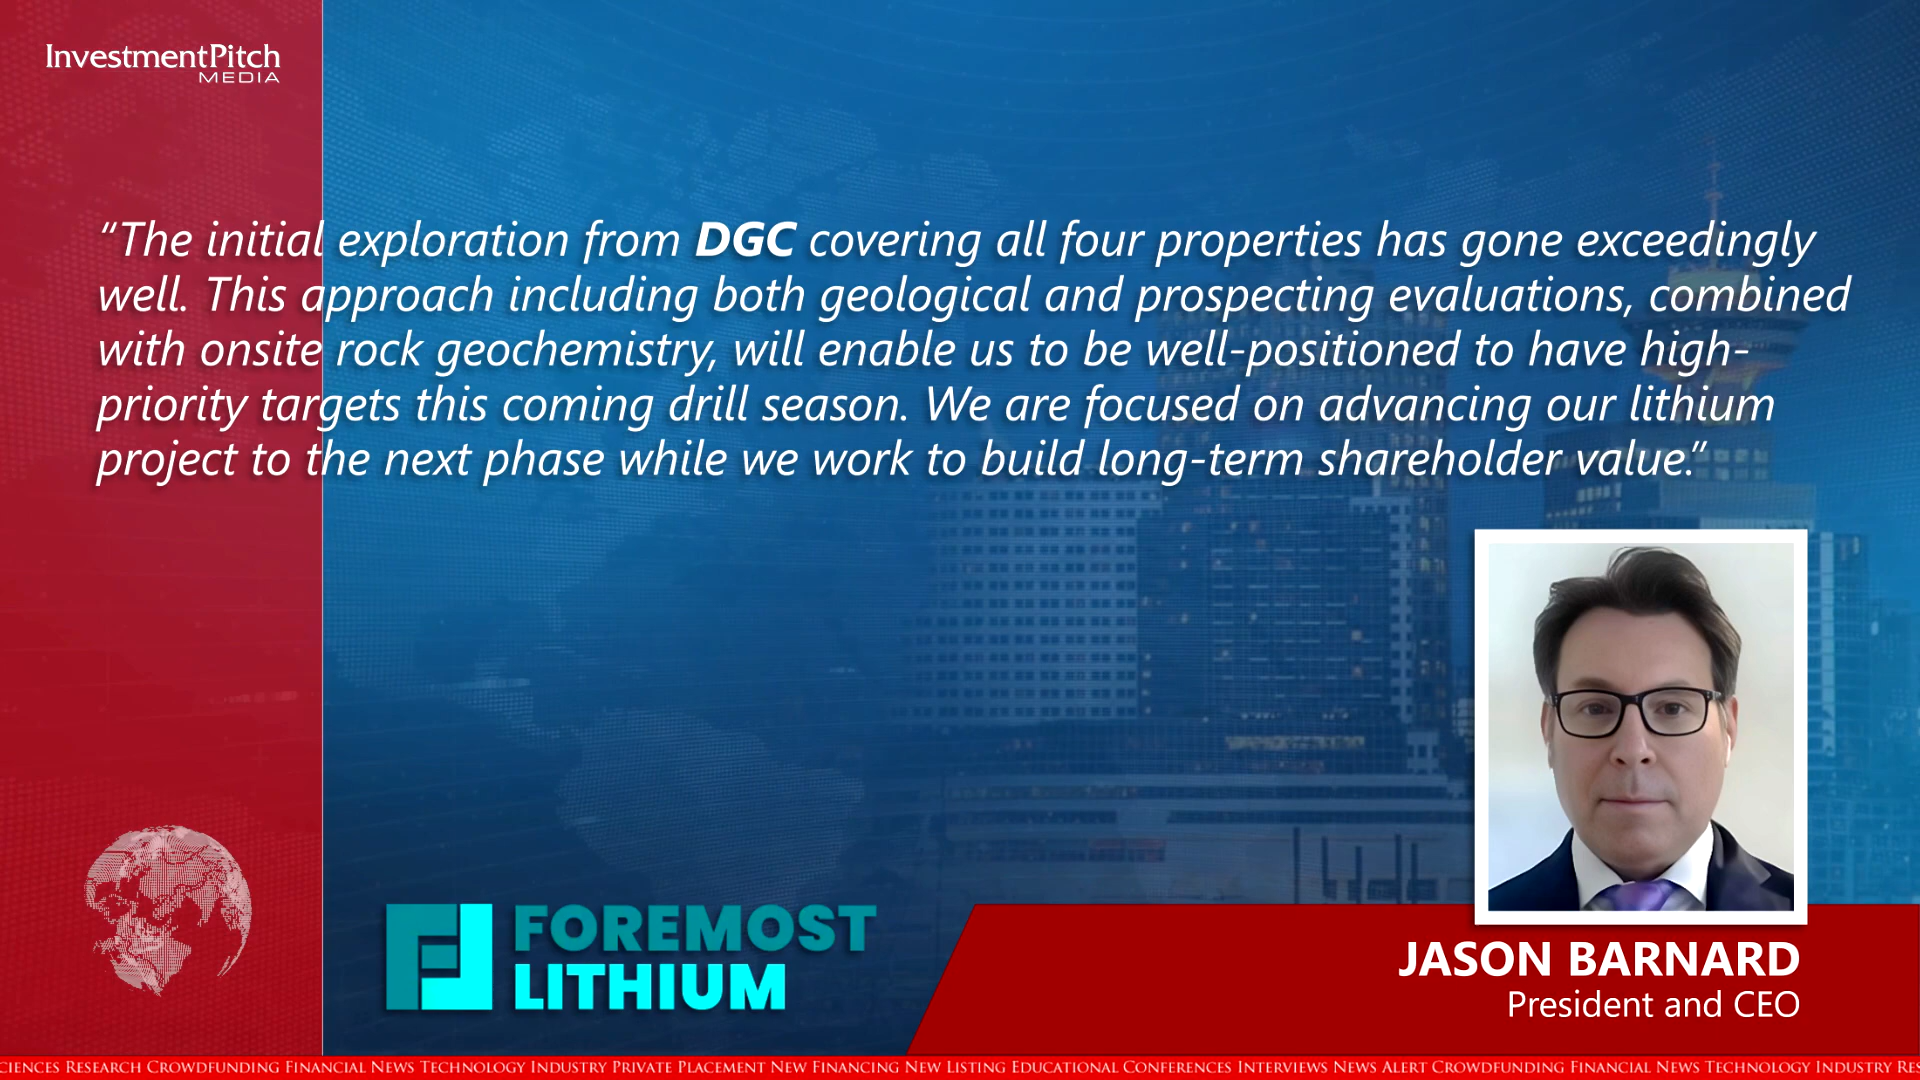 InvestmentPitch
MEDIA
“The initial exploration from DGC covering all four properties has gone exceedingly
well. This approach including both geological and prospecting evaluations, combined
with onsite rock geochemistry, will enable us to be well-positioned to have high-
priority targets this coming drill season. We are focused on advancing our lithium
project to the next phase while we work to build long-term shareholder value.”
FOREMOST
LITHIUM
JASON BARNARD
President and CEO
CIENCES RESEARCH CROWDFUNDING FINANCIAL NEWS TECHNOLOGY INDUSTRY PRIVATE PLACEMENT NEW FINANCING NEW LISTING EDUCATIONAL CONFERENCES INTERVIEWS NEWS ALERT CROWDFUNDING FINANCIAL NEWS TECHNOLOGY INDUSTRY RES